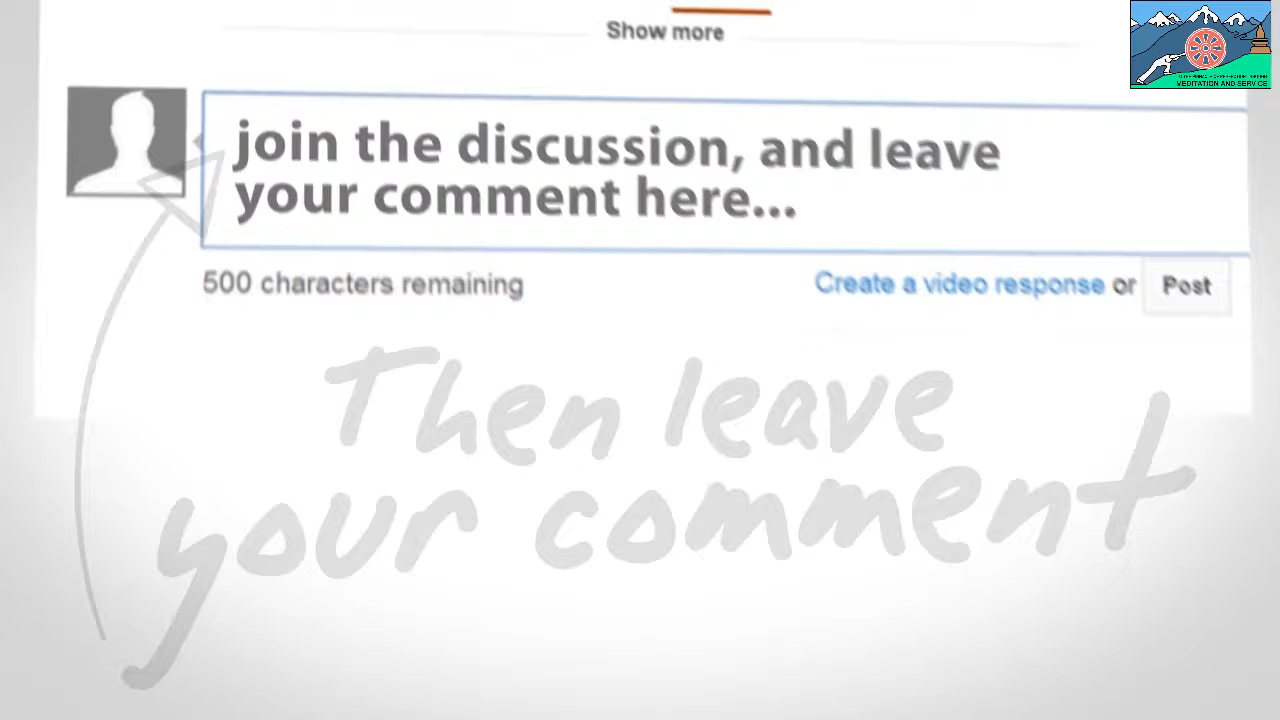 Show more
join the discussion, and leave
your comment here...
500 characters remaining
Create a video response or Post
Then leave
your comment
MEDITATION AND SERVICE